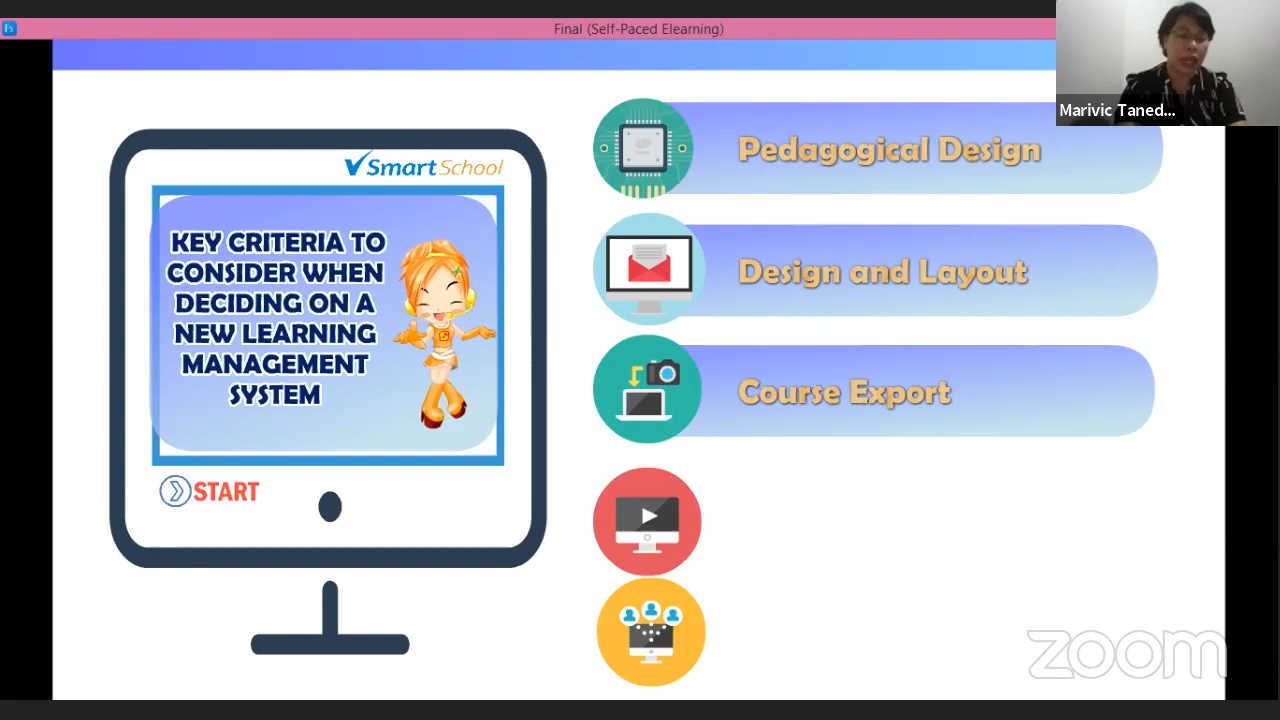 Final (Self-Paced Elearning)
Marivic Taned...
Smart School
KEY CRITERIA TO
CONSIDER WHEN
DECIDING ON A
NEW LEARNING
MANAGEMENT
SYSTEM
START
Pedagogical Design
Design and Layout
Course Export
zoom